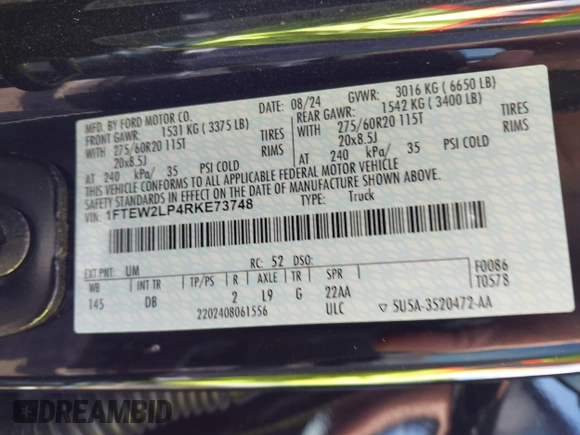 MFD. BY FORD MOTOR CO.
DATE: 08/24
GVWR: 3016 KG ( 6650 LB)
FRONT GAWR: 1531 KG ( 3375 LB)
REAR GAWR: 1542 KG ( 3400 LB)
WITH 275/60R20 115T TIRES
WITH 275/60R20 115T TIRES
20x8.5J RIMS
20x8.5J RIMS
AT 240 kPa/ 35 PSI COLD
AT 240 kPa/ 35 PSI COLD
THIS VEHICLE CONFORMS TO ALL APPLICABLE FEDERAL MOTOR VEHICLE
SAFETY STANDARDS IN EFFECT ON THE DATE OF MANUFACTURE SHOWN ABOVE.
VIN: 1FTEW2LP4RKE73748
TYPE: Truck
EXT PNT: UM RC: 52 DSO:
F0086
WB INT TR TP/PS R AXLE TR SPR
T0578
145 DB 2 L9 G 22AA
2202408061556 ULC
5U5A-3520472-AA
DREAMBID